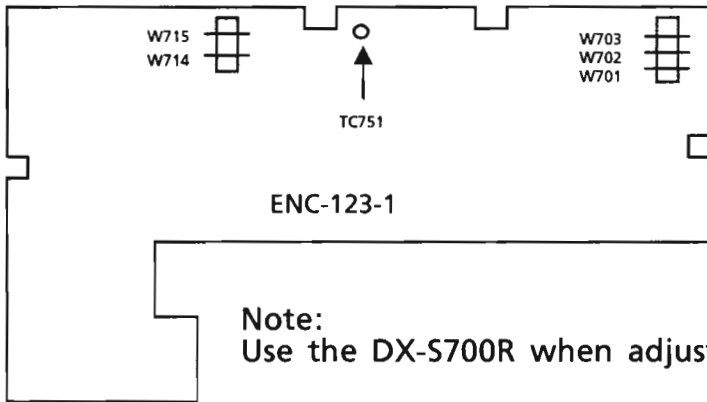 W715
W714
TC751
W703
W702
W701
ENC-123-1
Note:
Use the DX-S700R when adjust